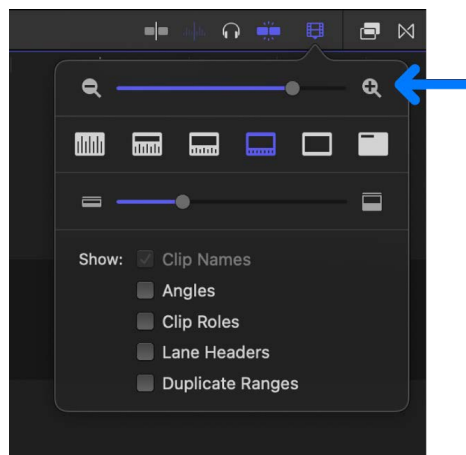 Show: Clip Names
Angles
Clip Roles
Lane Headers
Duplicate Ranges